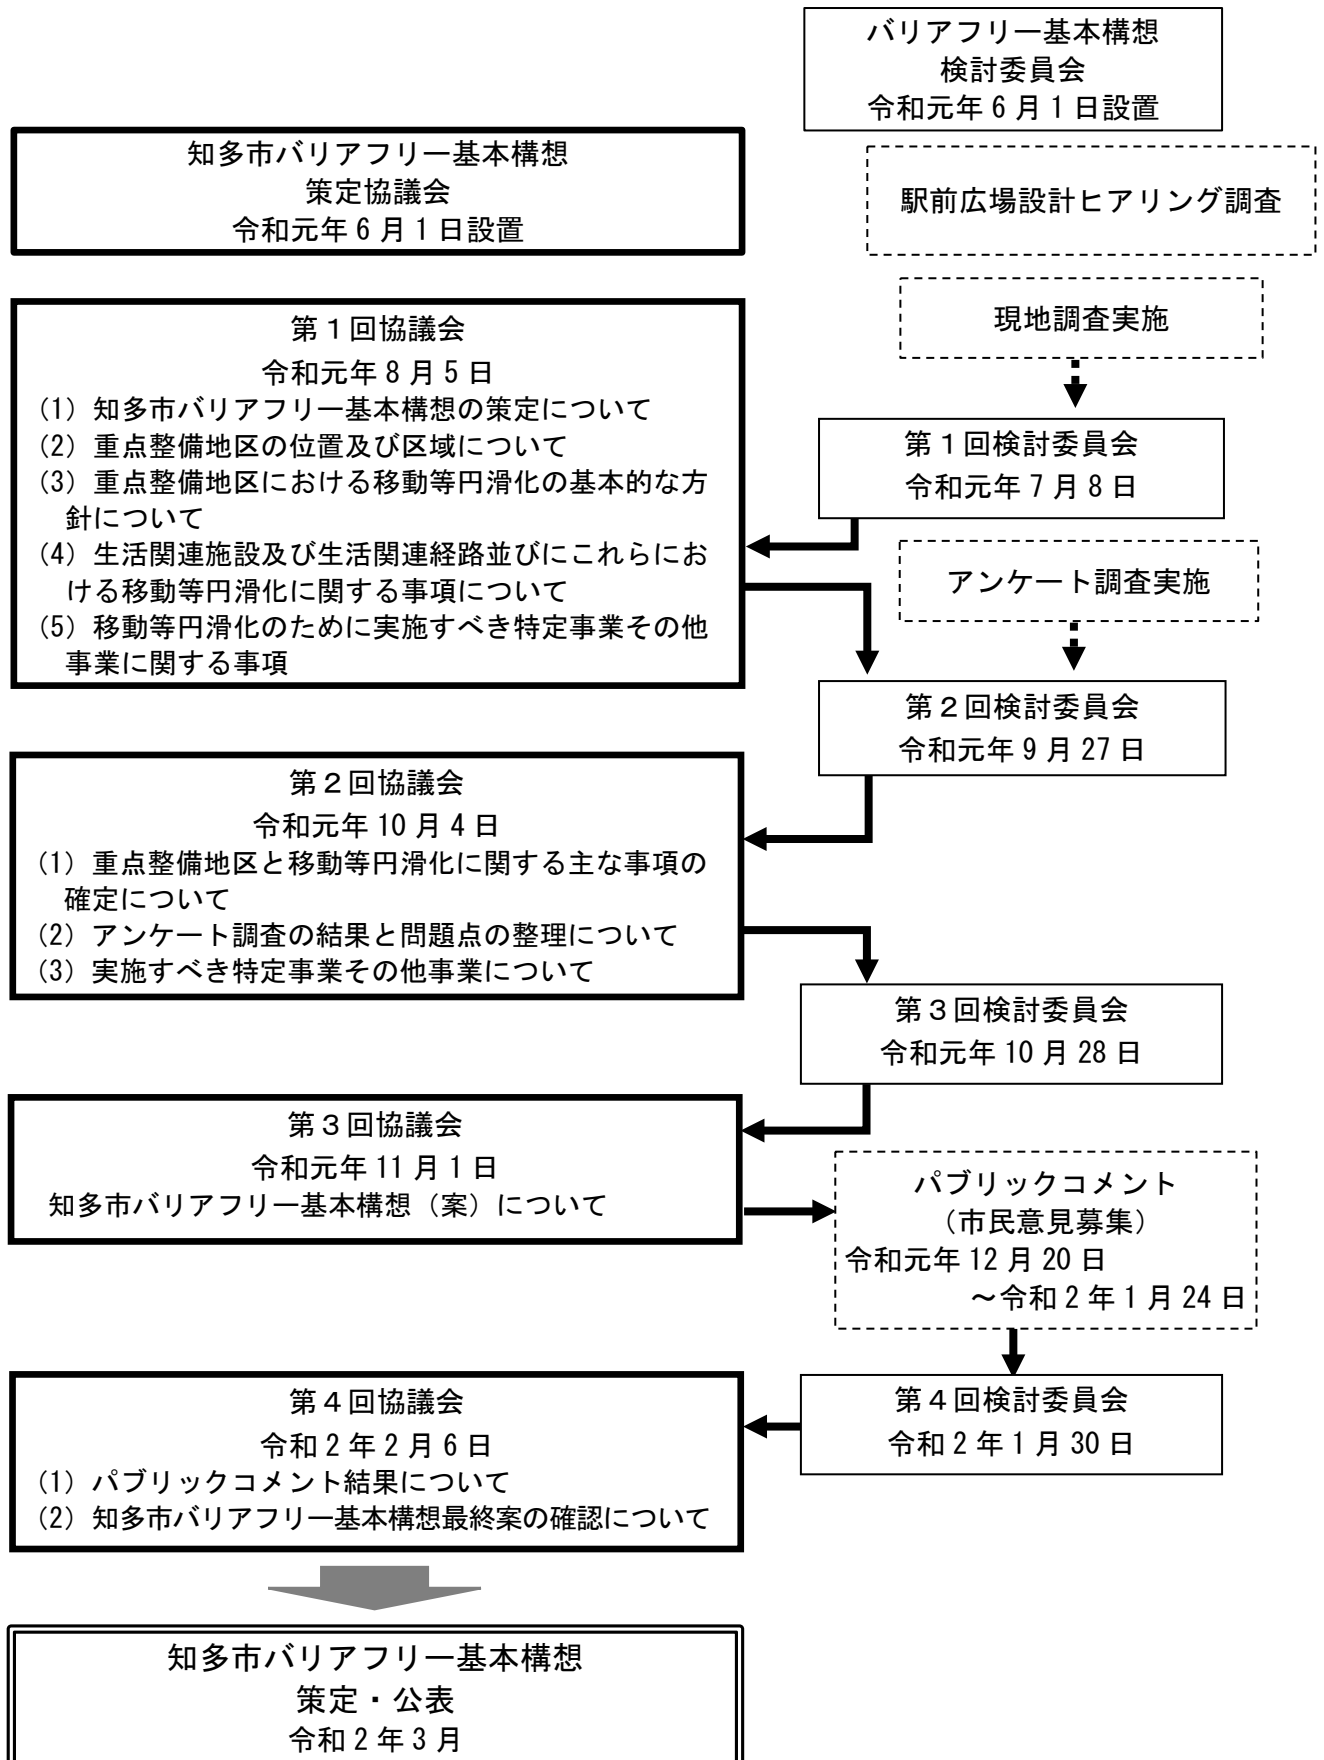 バリアフリー基本構想
検討委員会
令和元年6月1日設置
知多市バリアフリー基本構想
策定協議会
令和元年6月1日設置
駅前広場設計ヒアリング調査
現地調査実施
第1回協議会
令和元年8月5日
(1) 知多市バリアフリー基本構想の策定について
(2) 重点整備地区の位置及び区域について
(3) 重点整備地区における移動等円滑化の基本的な方
針について
(4) 生活関連施設及び生活関連経路並びにこれらにお
ける移動等円滑化に関する事項について
(5) 移動等円滑化のために実施すべき特定事業その他
事業に関する事項
第1回検討委員会
令和元年7月8日
アンケート調査実施
第2回検討委員会
令和元年9月27日
第2回協議会
令和元年10月4日
(1) 重点整備地区と移動等円滑化に関する主な事項の
確定について
(2) アンケート調査の結果と問題点の整理について
(3) 実施すべき特定事業その他事業について
第3回検討委員会
令和元年10月28日
第3回協議会
令和元年11月1日
知多市バリアフリー基本構想（案）について
パブリックコメント
（市民意見募集）
令和元年12月20日
～令和2年1月24日
第4回検討委員会
令和2年1月30日
第4回協議会
令和2年2月6日
(1) パブリックコメント結果について
(2) 知多市バリアフリー基本構想最終案の確認について
知多市バリアフリー基本構想
策定・公表
令和2年3月